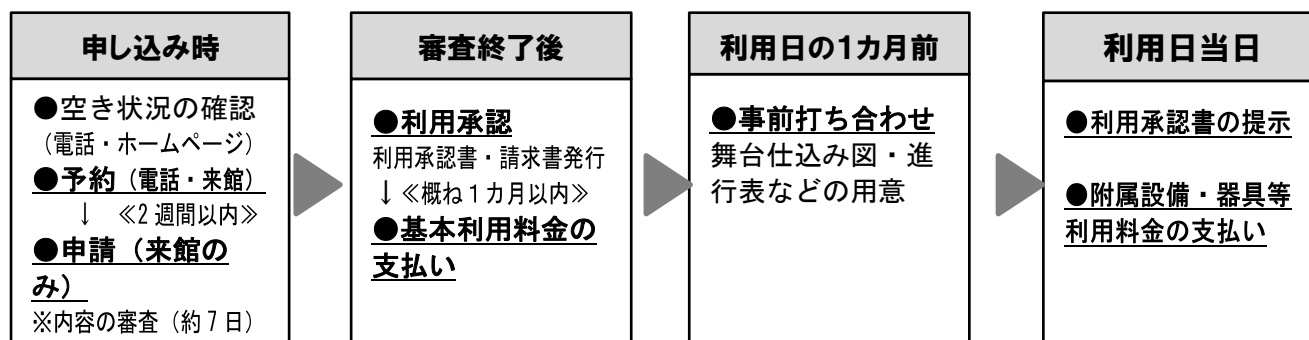 申し込み時
●空き状況の確認
(電話・ホームページ)
●予約(電話・来館)
↓ ≪2週間以内≫
●申請(来館の
み)
※内容の審査(約7日)
審査終了後
●利用承認
利用承認書・請求書発行
↓≪概ね1カ月以内≫
●基本利用料金の
支払い
利用日の1カ月前
●事前打ち合わせ
舞台仕込み図・進
行表などの用意
利用日当日
●利用承認書の提示
●附属設備・器具等
利用料金の支払い